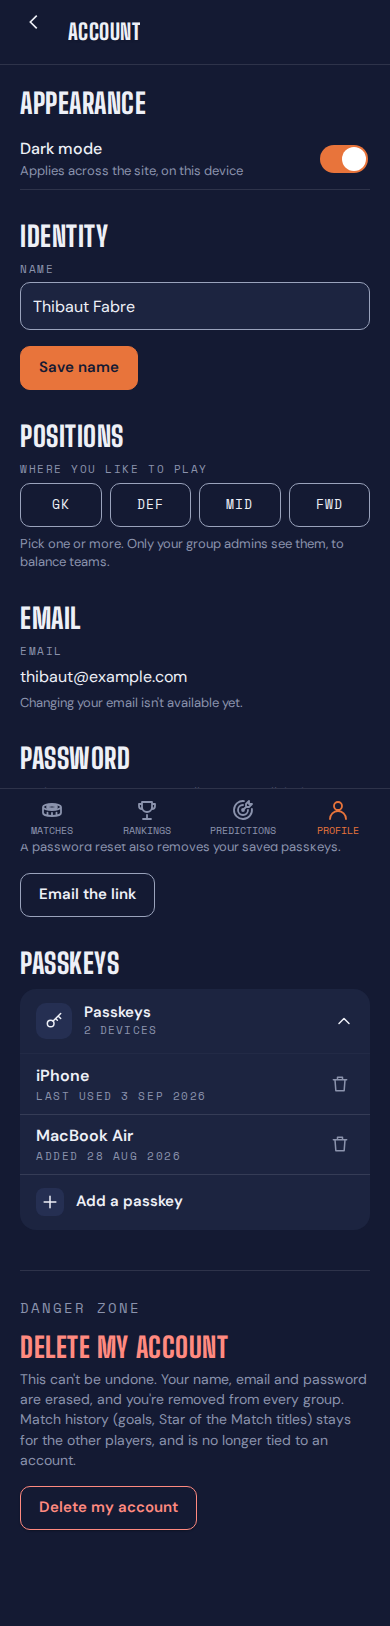 ACCOUNT
APPEARANCE
Dark mode
Applies across the site, on this device
IDENTITY
NAME
Thibaut Fabre
Save name
POSITIONS
WHERE YOU LIKE TO PLAY
GK DEF MID FWD
Pick one or more. Only your group admins see them, to
balance teams.
EMAIL
EMAIL
thibaut@example.com
Changing your email isn't available yet.
PASSWORD
MATCHES RANKINGS PREDICTIONS PROFILE
A password reset also removes your saved passkeys.
Email the link
PASSKEYS
Passkeys
2 DEVICES
iPhone
LAST USED 3 SEP 2026
MacBook Air
ADDED 28 AUG 2026
Add a passkey
DANGER ZONE
DELETE MY ACCOUNT
This can't be undone. Your name, email and password
are erased, and you're removed from every group.
Match history (goals, Star of the Match titles) stays
for the other players, and is no longer tied to an
account.
Delete my account